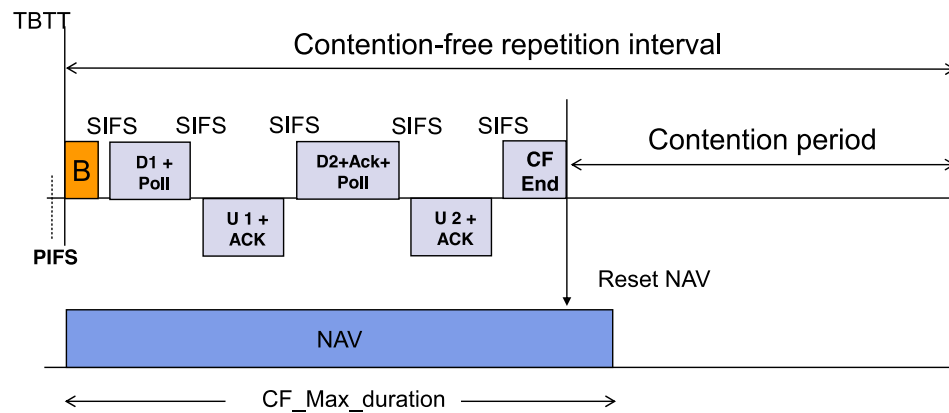 TBTT
Contention-free repetition interval
SIFS SIFS SIFS SIFS SIFS
Contention period
B
D1 +
Poll
D2+Ack+
Poll
CF
End
U 1 +
ACK
U 2 +
ACK
PIFS
Reset NAV
NAV
CF_Max_duration